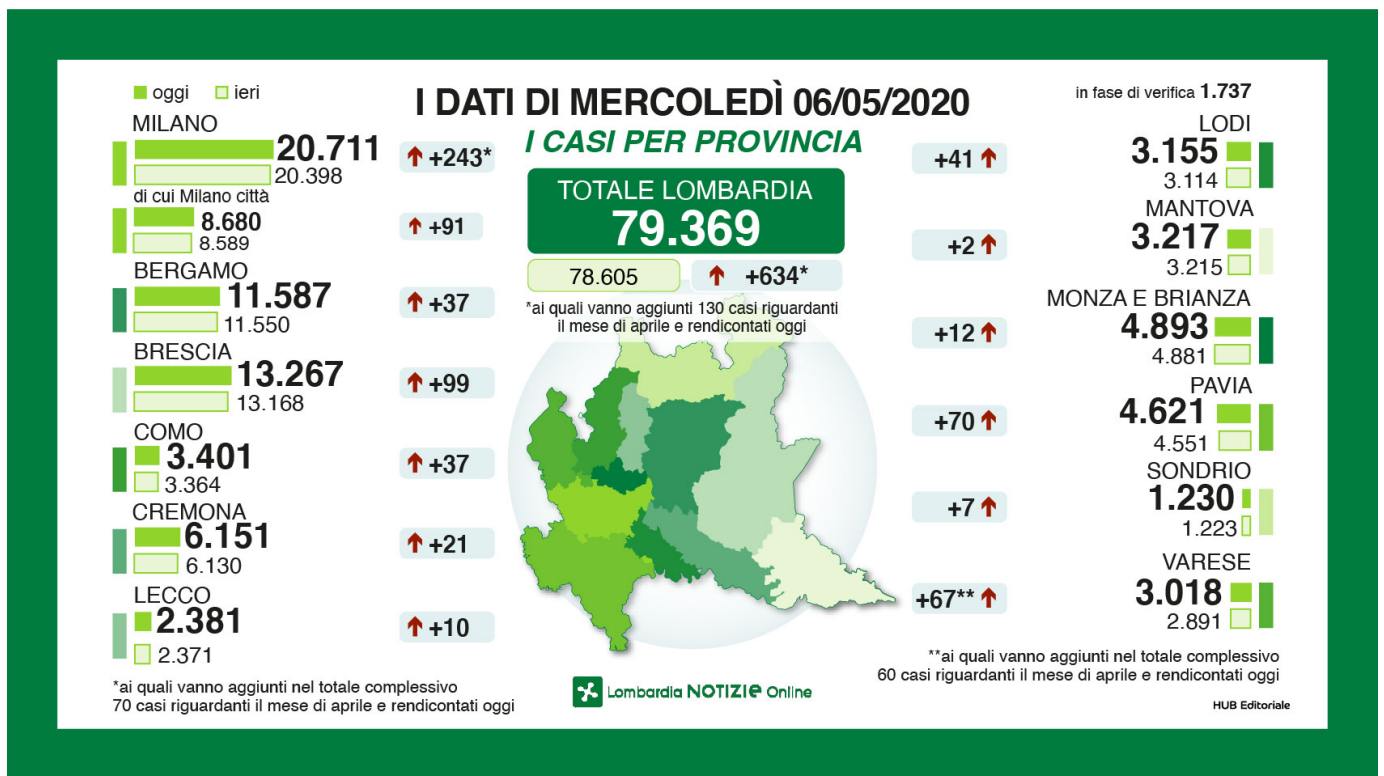 I DATI DI MERCOLEDÌ 06/05/2020
I CASI PER PROVINCIA
TOTALE LOMBARDIA
79.369
78.605
+634*
*ai quali vanno aggiunti 130 casi riguardanti
il mese di aprile e rendicontati oggi
oggi ieri
MILANO
20.711
20.398
+243*
di cui Milano città
8.680
8.589
+91
BERGAMO
11.587
11.550
+37
BRESCIA
13.267
13.168
+99
COMO
3.401
3.364
+37
CREMONA
6.151
6.130
+21
LECCO
2.381
2.371
+10
*ai quali vanno aggiunti nel totale complessivo
70 casi riguardanti il mese di aprile e rendicontati oggi
in fase di verifica 1.737
LODI
+41
3.155
3.114
MANTOVA
+2
3.217
3.215
MONZA E BRIANZA
+12
4.893
4.881
PAVIA
+70
4.621
4.551
SONDRIO
+7
1.230
1.223
VARESE
+67**
3.018
2.891
**ai quali vanno aggiunti nel totale complessivo
60 casi riguardanti il mese di aprile e rendicontati oggi
Lombardia NOTIZIe Online
HUB Editoriale